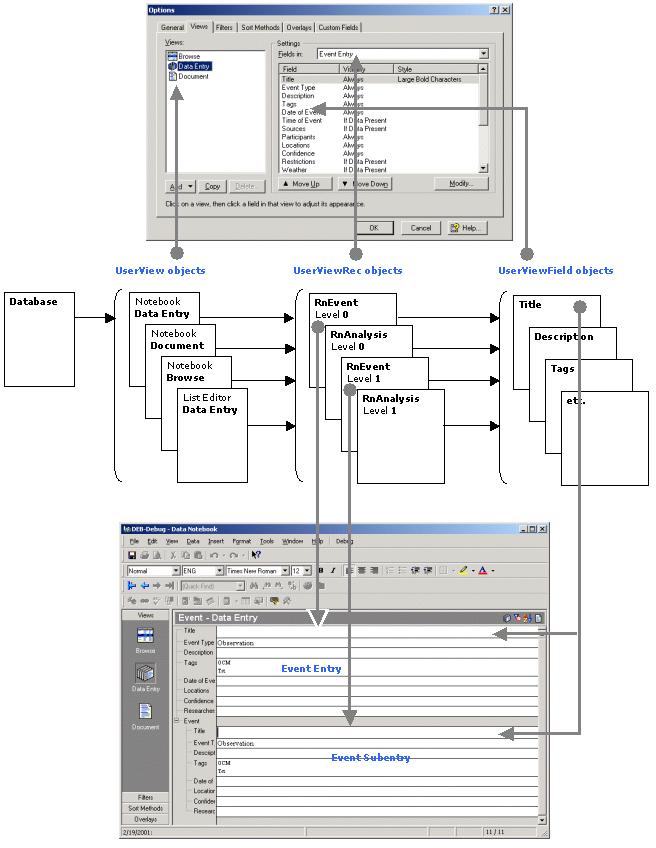 Options
General Views Filters Sort Methods Overlays Custom Fields
Views:
Browse
Data Entry
Document
Add Copy Delete...
Settings
Fields in: Event Entry
Field Visibility Style
Title Always Large Bold Characters
Event Type Always
Description Always
Tags Always
Date of Event Always
Time of Event If Data Present
Sources If Data Present
Participants Always
Locations Always
Confidence Always
Restrictions If Data Present
Weather If Data Present
Move Up Move Down Modify...
Click on a view, then click a field in that view to adjust its appearance.
OK Cancel Help...
UserView objects
UserViewRec objects
UserViewField objects
Database
Notebook
Data Entry
Notebook
Document
Notebook
Browse
List Editor
Data Entry
RnEvent
Level 0
RnAnalysis
Level 0
RnEvent
Level 1
RnAnalysis
Level 1
Title
Description
Tags
etc.
DEB-Debug - Data Notebook
File Edit View Data Insert Format Tools Window Help Debug
Normal ENG Times New Roman 12 B I
(Quick Find)
Views
Browse
Data Entry
Document
Filters
Sort Methods
Overlays
Event - Data Entry
Title
Event Type Observation
Description
Tags OCM
Trt
Date of Eve
Locations
Confidence
Researcher
Event Entry
Event
Title
Event T Observation
Descript
Tags OCM
Trt
Date of
Location
Confider
Researc
Event Subentry
2/19/2001: 11 / 11